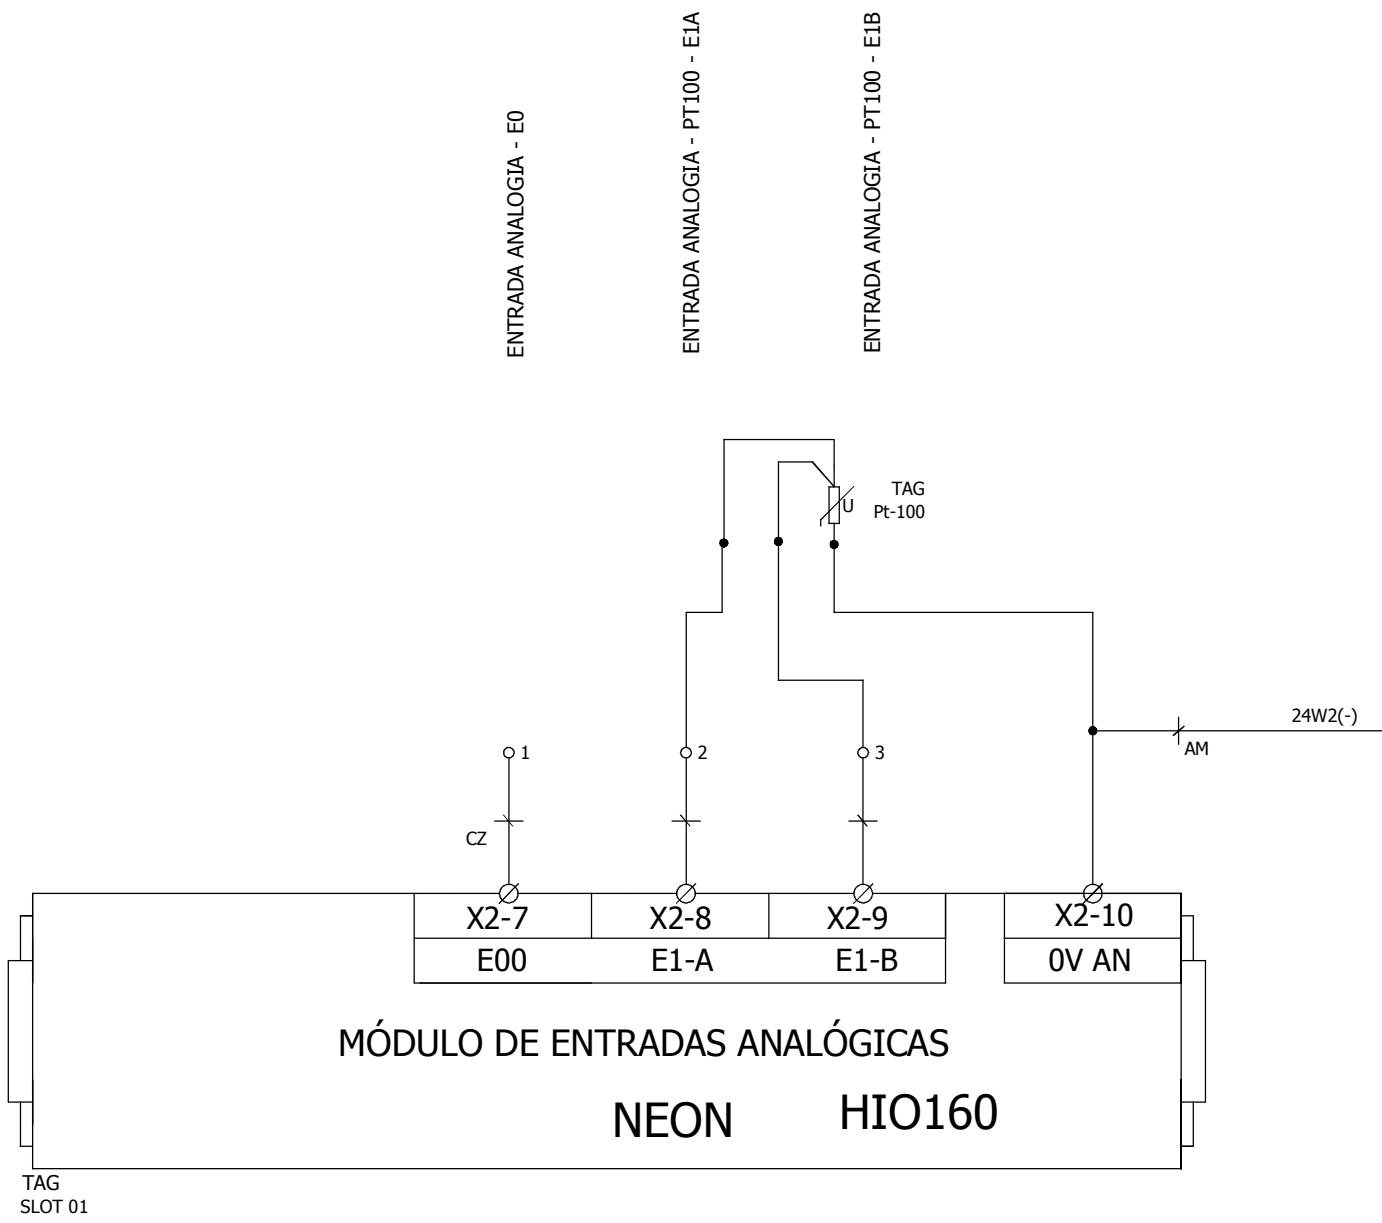 ENTRADA ANALOGIA - E0
ENTRADA ANALOGIA - PT100 - E1A
ENTRADA ANALOGIA - PT100 - E1B
TAG
U
Pt-100
24W2(-)
AM
1
2
3
CZ
X2-7
X2-8
X2-9
X2-10
E00
E1-A
E1-B
0V AN
MÓDULO DE ENTRADAS ANALÓGICAS
NEON
HIO160
TAG
SLOT 01